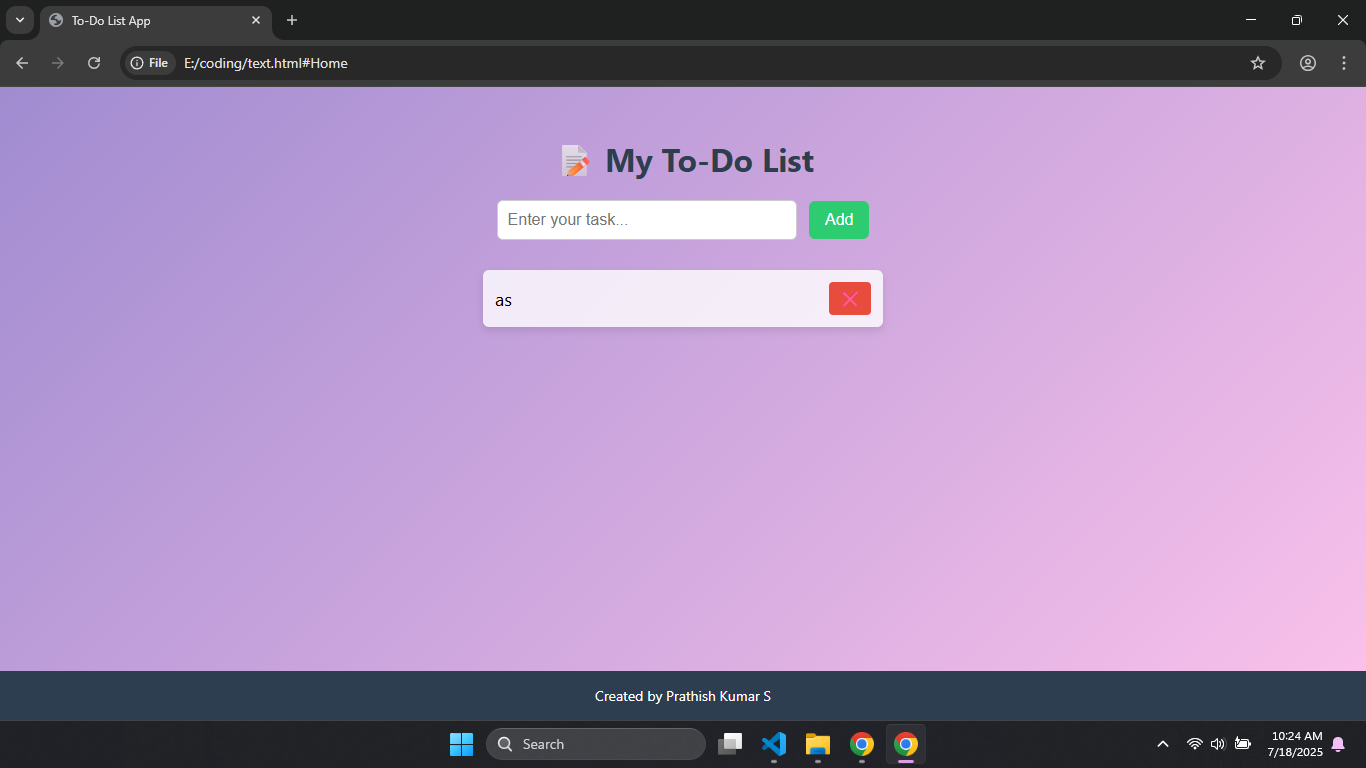 To-Do List App
File
E:/coding/text.html#Home
My To-Do List
Enter your task...
Add
as
Created by Prathish Kumar S
Search
10:24 AM
7/18/2025